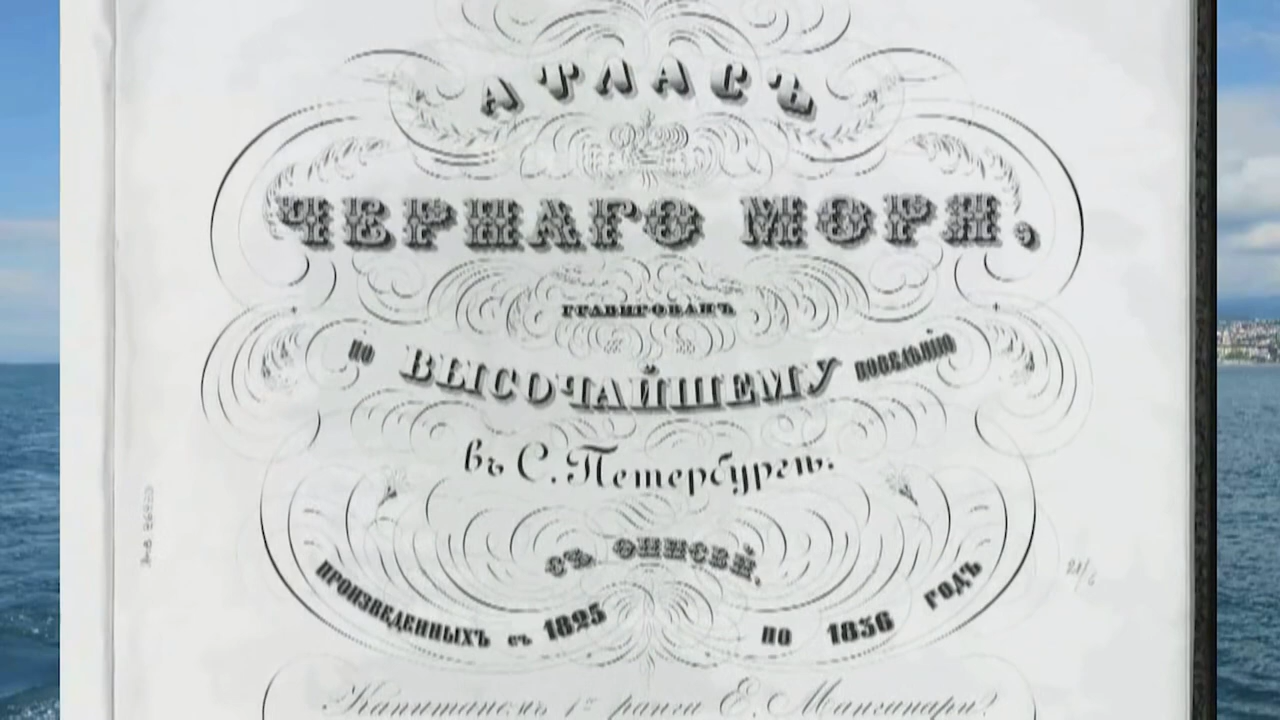 АТЛАСЪ
ЧЕРНАГО МОРЯ,
ГРАВИРОВАНЪ
ПО ВЫСОЧАЙШЕМУ ПОВЕЛѢНІЮ
въ С. Петербургѣ.
СЪ ОПИСЕЙ,
ПРОИЗВЕДЕННЫХЪ съ 1825 ПО 1836 ГОДЪ
Капитаномъ 1го ранга Е. Манганари?